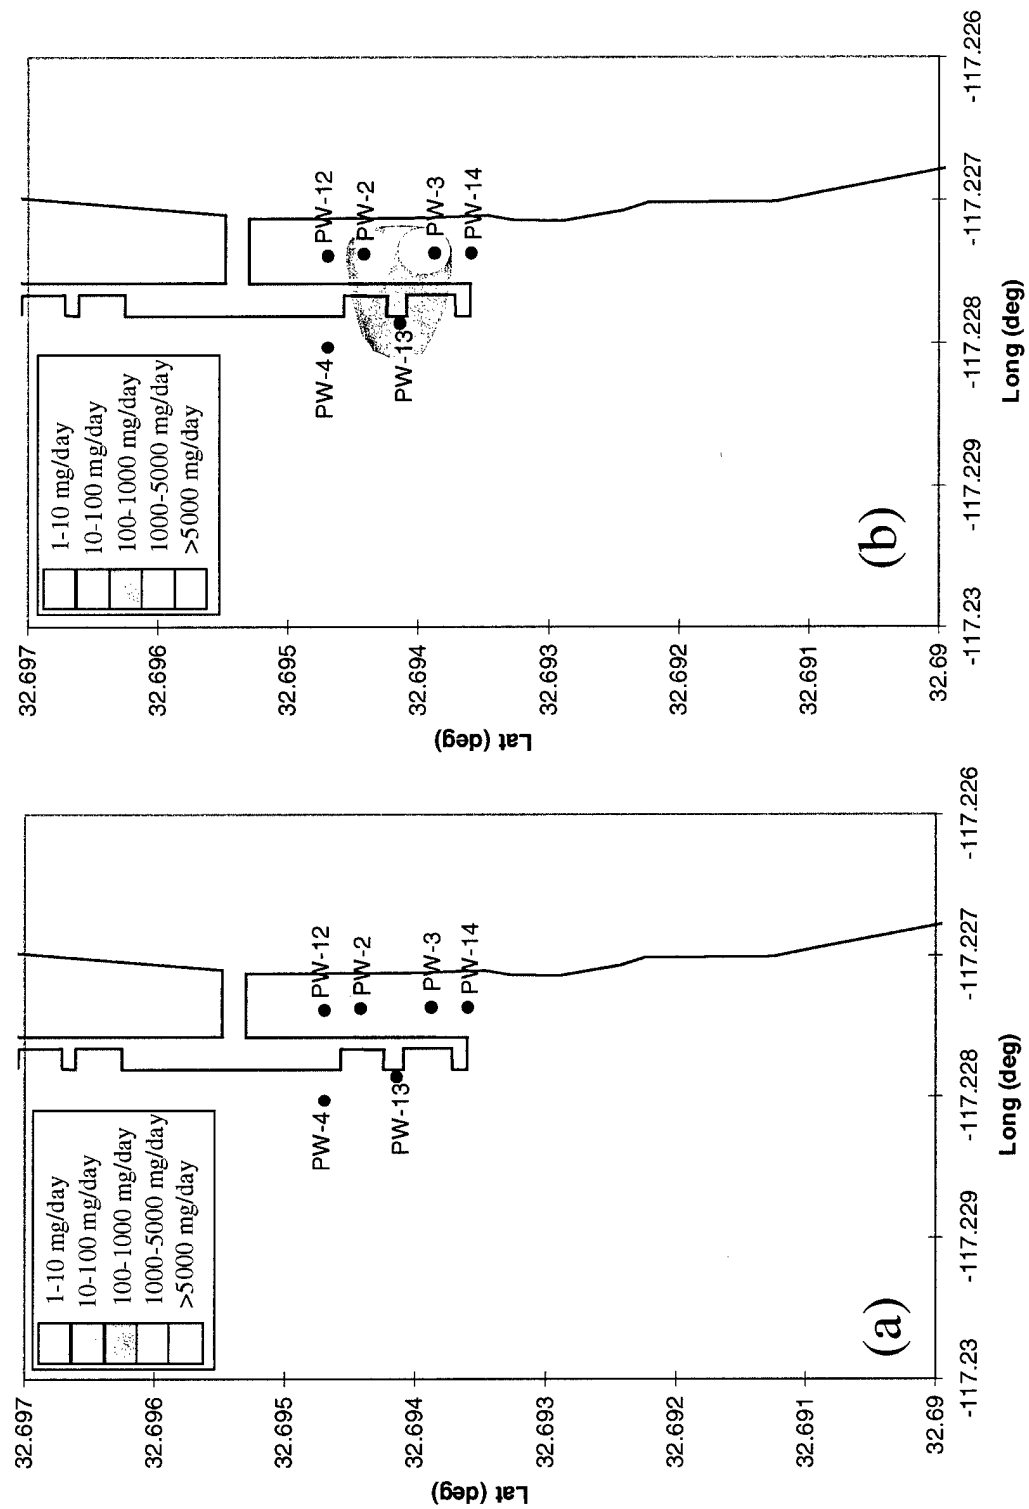 1-10 mg/day
10-100 mg/day
100-1000 mg/day
1000-5000 mg/day
>5000 mg/day
PW-12
PW-2
PW-3
PW-14
PW-4
PW-13
(a)
32.697
32.696
32.695
32.694
32.693
32.692
32.691
32.69
Lat (deg)
-117.23
-117.229
-117.228
-117.227
-117.226
Long (deg)
1-10 mg/day
10-100 mg/day
100-1000 mg/day
1000-5000 mg/day
>5000 mg/day
PW-12
PW-2
PW-3
PW-14
PW-4
PW-13
(b)
32.697
32.696
32.695
32.694
32.693
32.692
32.691
32.69
Lat (deg)
-117.23
-117.229
-117.228
-117.227
-117.226
Long (deg)